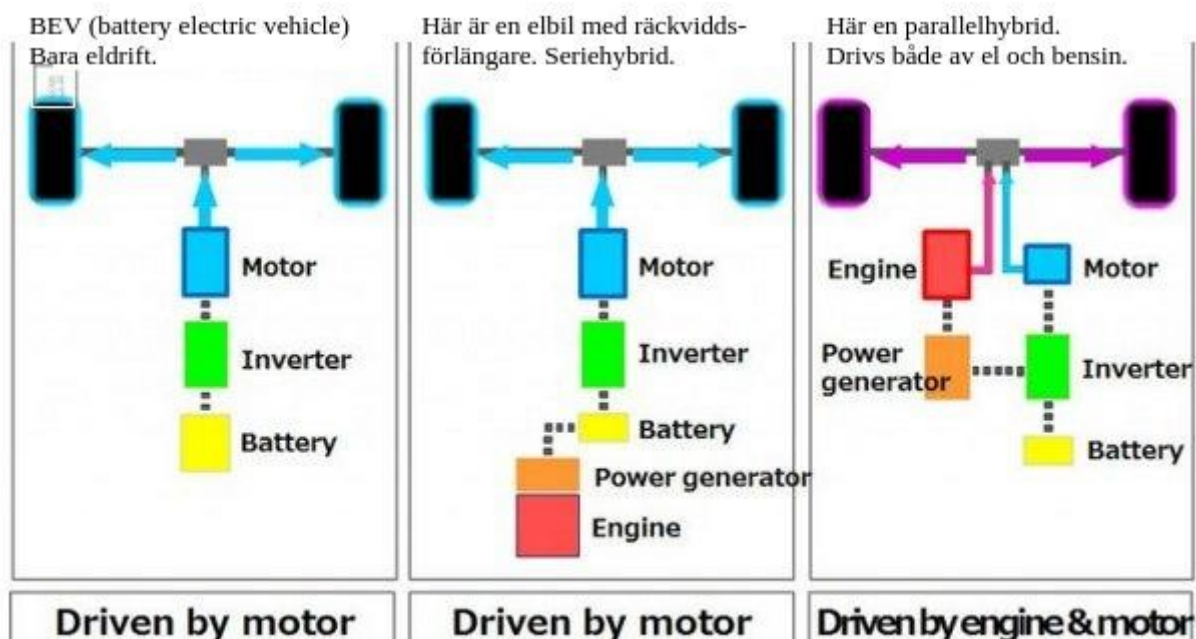 BEV (battery electric vehicle)
Bara eldrift.
Motor
Inverter
Battery
Driven by motor
Här är en elbil med räckvidds-
förlängare. Seriehybrid.
Motor
Inverter
Battery
Power generator
Engine
Driven by motor
Här en parallelhybrid.
Drivs både av el och bensin.
Engine
Motor
Power
generator
Inverter
Battery
Driven by engine & motor